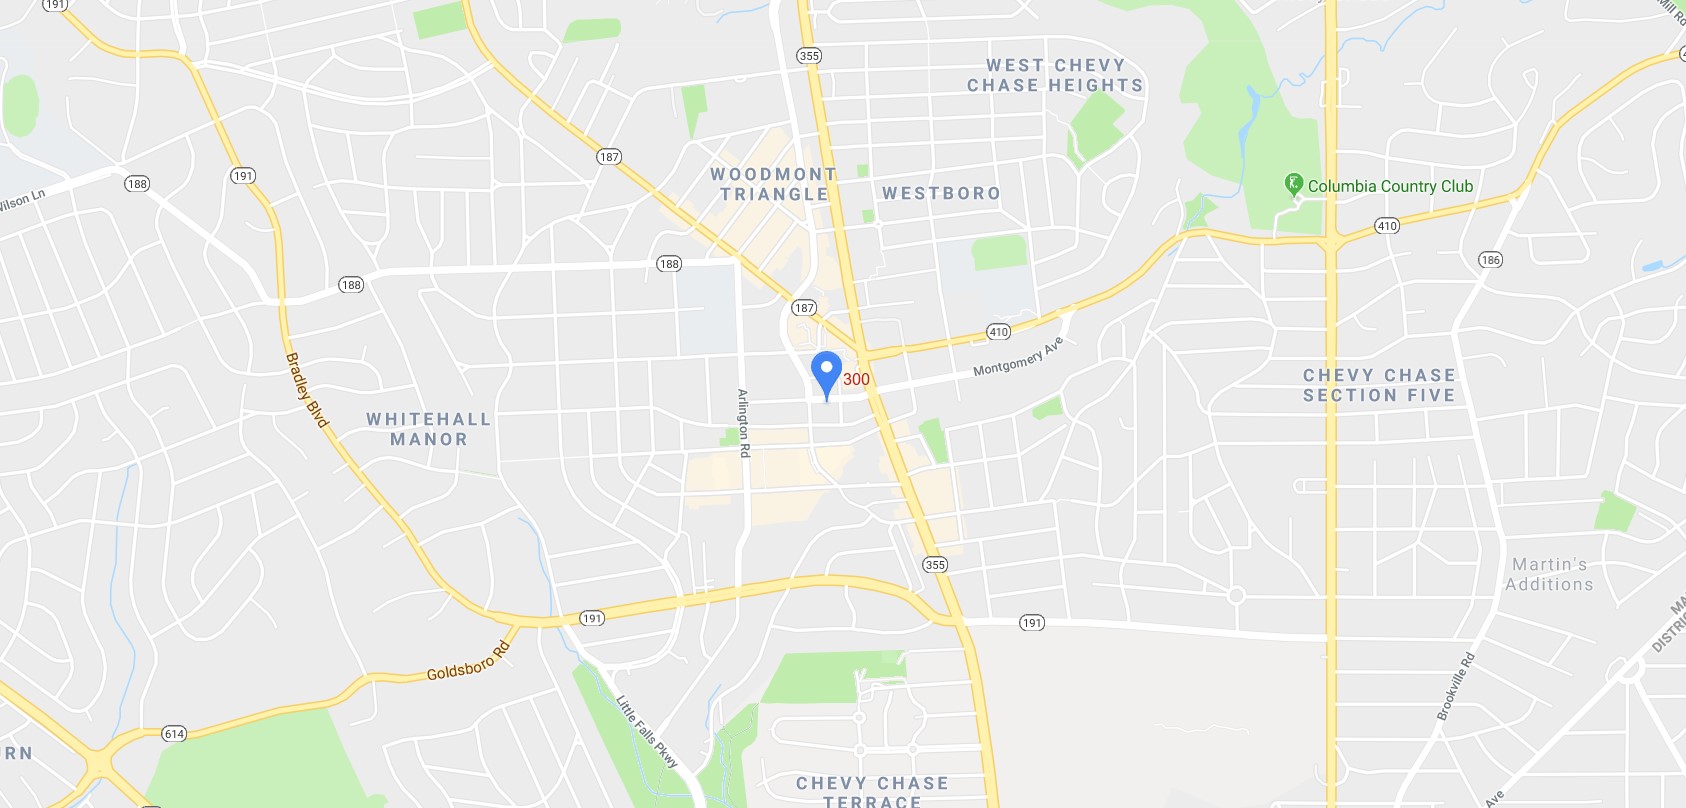 191
355
WEST CHEVY
CHASE HEIGHTS
187
191
188
WOODMONT
TRIANGLE
WESTBORO
Columbia Country Club
Wilson Ln
410
188
188
186
187
410
Montgomery Ave
Bradley Blvd
300
CHEVY CHASE
SECTION FIVE
Arlington Rd
WHITEHALL
MANOR
355
Martin's
Additions
191
191
Goldsboro Rd
Little Falls Pkwy
Brookville Rd
614
CHEVY CHASE
TERRACE
Ave
Mill Rd